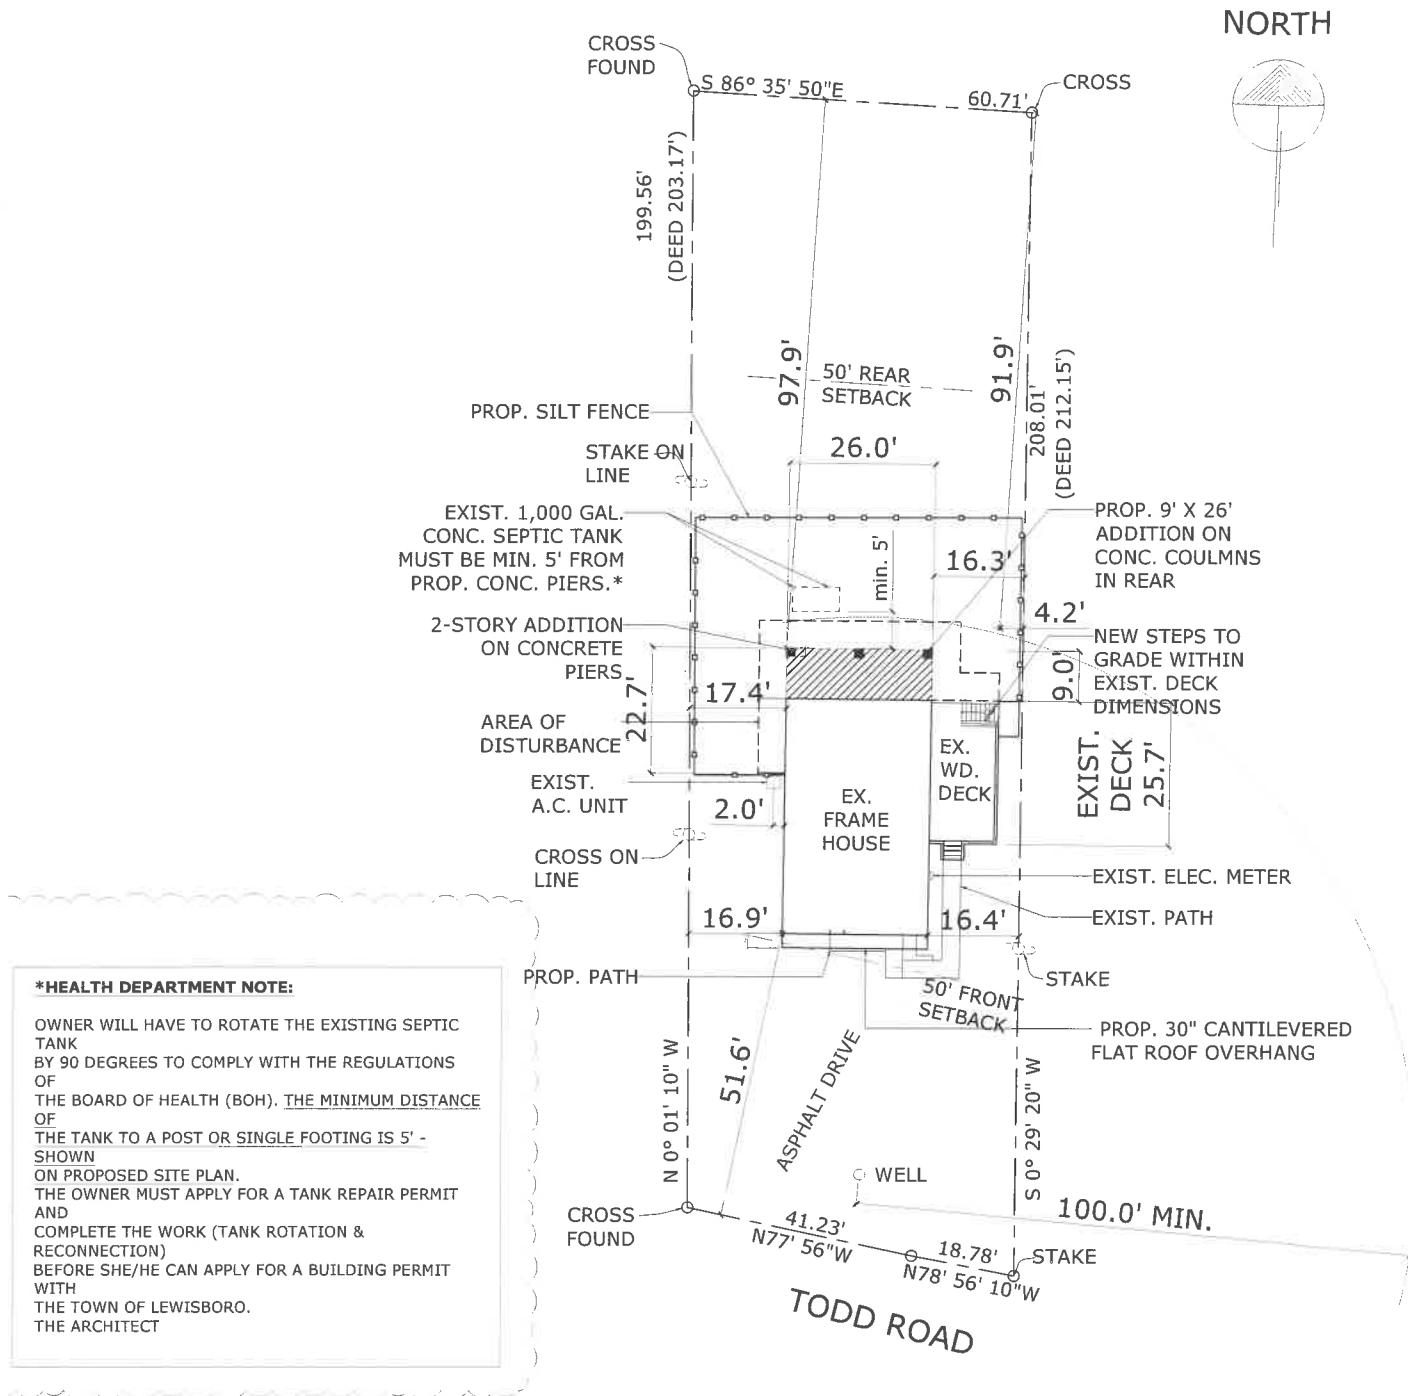 NORTH
CROSS
FOUND
S 86° 35' 50"E
60.71'
CROSS
199.56'
(DEED 203.17')
97.9'
50' REAR
SETBACK
91.9'
208.01'
(DEED 212.15')
PROP. SILT FENCE
26.0'
STAKE ON
LINE
EXIST. 1,000 GAL.
CONC. SEPTIC TANK
MUST BE MIN. 5' FROM
PROP. CONC. PIERS.*
min. 5'
16.3'
PROP. 9' X 26'
ADDITION ON
CONC. COULMNS
IN REAR
4.2'
2-STORY ADDITION
ON CONCRETE
PIERS
NEW STEPS TO
GRADE WITHIN
EXIST. DECK
DIMENSIONS
9.0'
22.7'
17.4'
AREA OF
DISTURBANCE
EXIST.
A.C. UNIT
2.0'
EX.
WD.
DECK
EX.
FRAME
HOUSE
EXIST.
DECK
25.7'
CROSS ON
LINE
EXIST. ELEC. METER
EXIST. PATH
16.9'
16.4'
PROP. PATH
STAKE
50' FRONT
SETBACK
PROP. 30" CANTILEVERED
FLAT ROOF OVERHANG
*HEALTH DEPARTMENT NOTE:
OWNER WILL HAVE TO ROTATE THE EXISTING SEPTIC
TANK
BY 90 DEGREES TO COMPLY WITH THE REGULATIONS
OF
THE BOARD OF HEALTH (BOH). THE MINIMUM DISTANCE
OF
THE TANK TO A POST OR SINGLE FOOTING IS 5' -
SHOWN
ON PROPOSED SITE PLAN.
THE OWNER MUST APPLY FOR A TANK REPAIR PERMIT
AND
COMPLETE THE WORK (TANK ROTATION &
RECONNECTION)
BEFORE SHE/HE CAN APPLY FOR A BUILDING PERMIT
WITH
THE TOWN OF LEWISBORO.
THE ARCHITECT
N 0° 01' 10" W
51.6'
ASPHALT DRIVE
S 0° 29' 20" W
WELL
100.0' MIN.
CROSS
FOUND
41.23'
N77' 56"W
18.78'
N78' 56' 10"W
STAKE
TODD ROAD